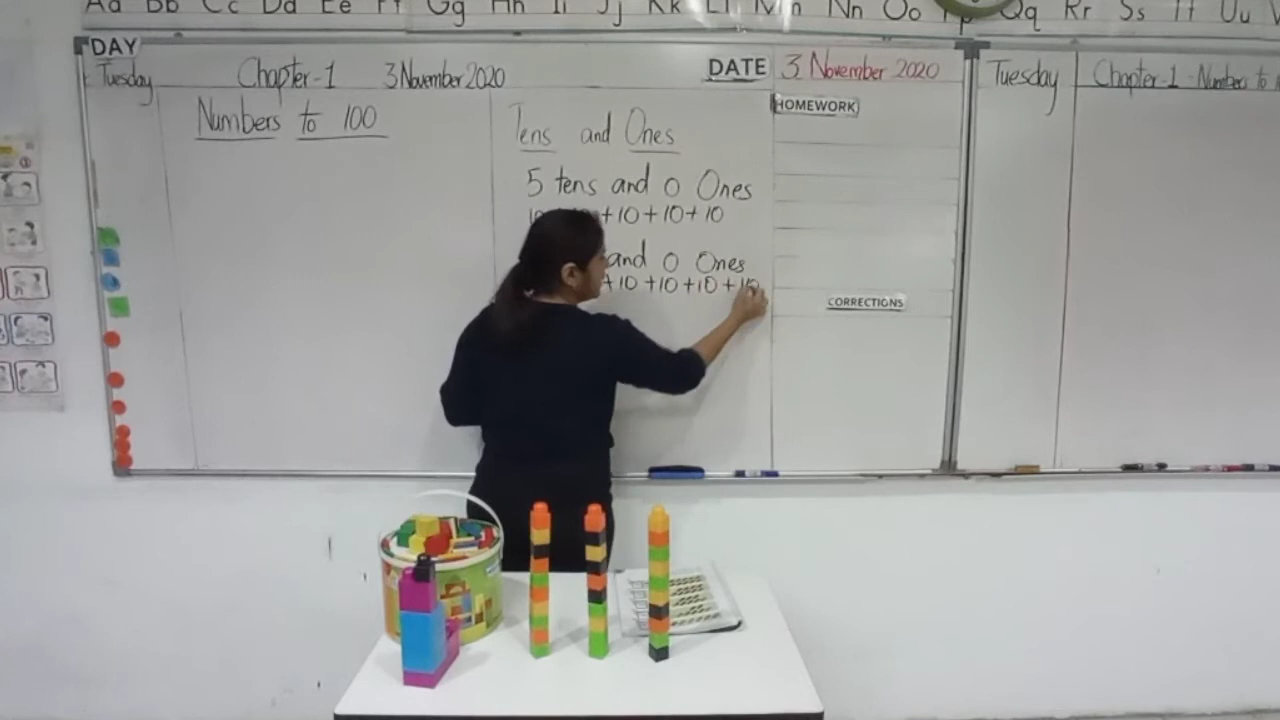 Aa Bb Cc Dd Ee Ff Gg Hh Ii Jj Kk Ll Mm Nn Oo Pp Qq Rr Ss Tt Uu
DAY
Tuesday Chapter-1 3 November 2020
DATE 3 November 2020
Numbers to 100
Tens and Ones
5 tens and 0 Ones
+10+10+10
and 0 Ones
+10+10+10+10
HOMEWORK
CORRECTIONS
Tuesday Chapter 1 - Numbers to